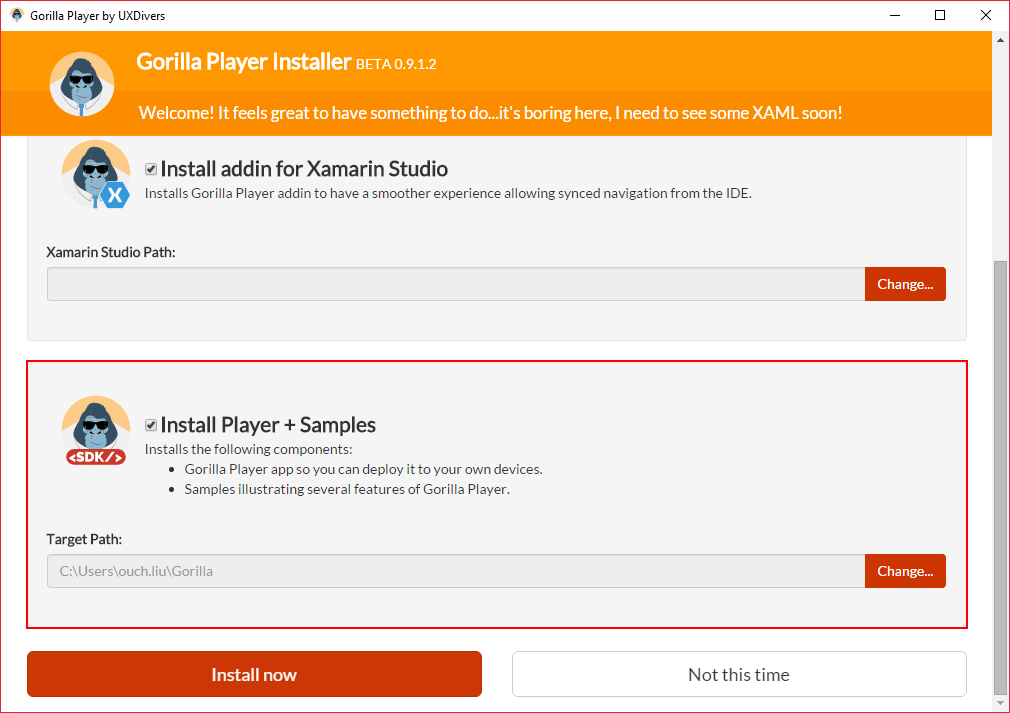 Gorilla Player by UXDivers
Gorilla Player Installer BETA 0.9.1.2
Welcome! It feels great to have something to do...it's boring here, I need to see some XAML soon!
Install addin for Xamarin Studio
X
Installs Gorilla Player addin to have a smoother experience allowing synced navigation from the IDE.
Xamarin Studio Path:
Change...
Install Player + Samples
<SDK/>
Installs the following components:
• Gorilla Player app so you can deploy it to your own devices.
• Samples illustrating several features of Gorilla Player.
Target Path:
C:\Users\ouch.liu\Gorilla
Change...
Install now
Not this time